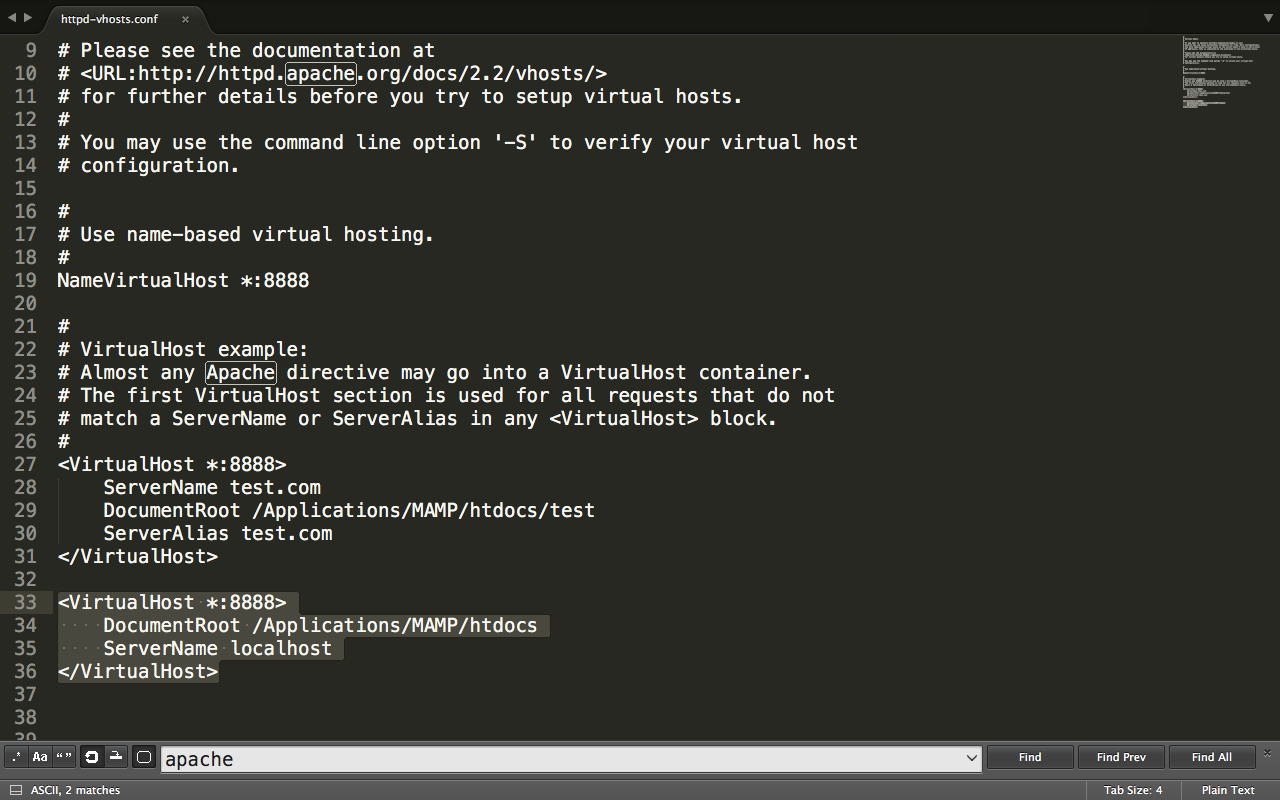 httpd-vhosts.conf ×
9 # Please see the documentation at
10 # <URL:http://httpd.apache.org/docs/2.2/vhosts/>
11 # for further details before you try to setup virtual hosts.
12 #
13 # You may use the command line option '-S' to verify your virtual host
14 # configuration.
15
16 #
17 # Use name-based virtual hosting.
18 #
19 NameVirtualHost *:8888
20
21 #
22 # VirtualHost example:
23 # Almost any Apache directive may go into a VirtualHost container.
24 # The first VirtualHost section is used for all requests that do not
25 # match a ServerName or ServerAlias in any <VirtualHost> block.
26 #
27 <VirtualHost *:8888>
28     ServerName test.com
29     DocumentRoot /Applications/MAMP/htdocs/test
30     ServerAlias test.com
31 </VirtualHost>
32
33 <VirtualHost *:8888>
34     DocumentRoot /Applications/MAMP/htdocs
35     ServerName localhost
36 </VirtualHost>
37
38
39
.* Aa “” apache Find Find Prev Find All ×
ASCII, 2 matches Tab Size: 4 Plain Text